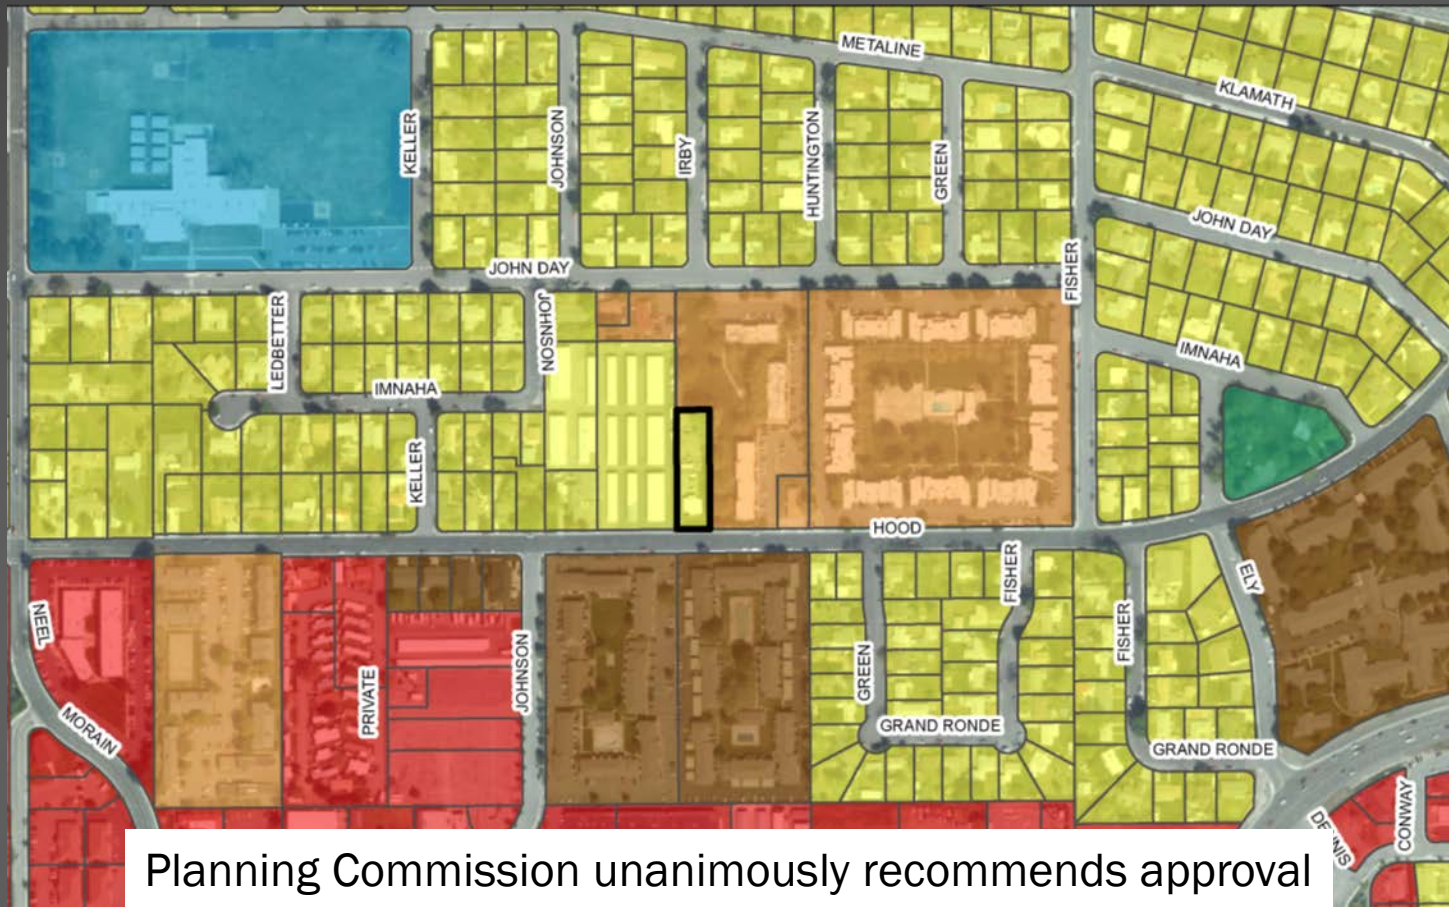 METALINE
KLAMATH
KELLER
JOHNSON
IRBY
HUNTINGTON
GREEN
JOHN DAY
FISHER
JOHN DAY
LEDBETTER
JOHNSON
IMNAHA
IMNAHA
KELLER
HOOD
NEEL
FISHER
ELY
FISHER
GREEN
JOHNSON
PRIVATE
MORAIN
GRAND RONDE
GRAND RONDE
DENNIS
CONWAY
Planning Commission unanimously recommends approval